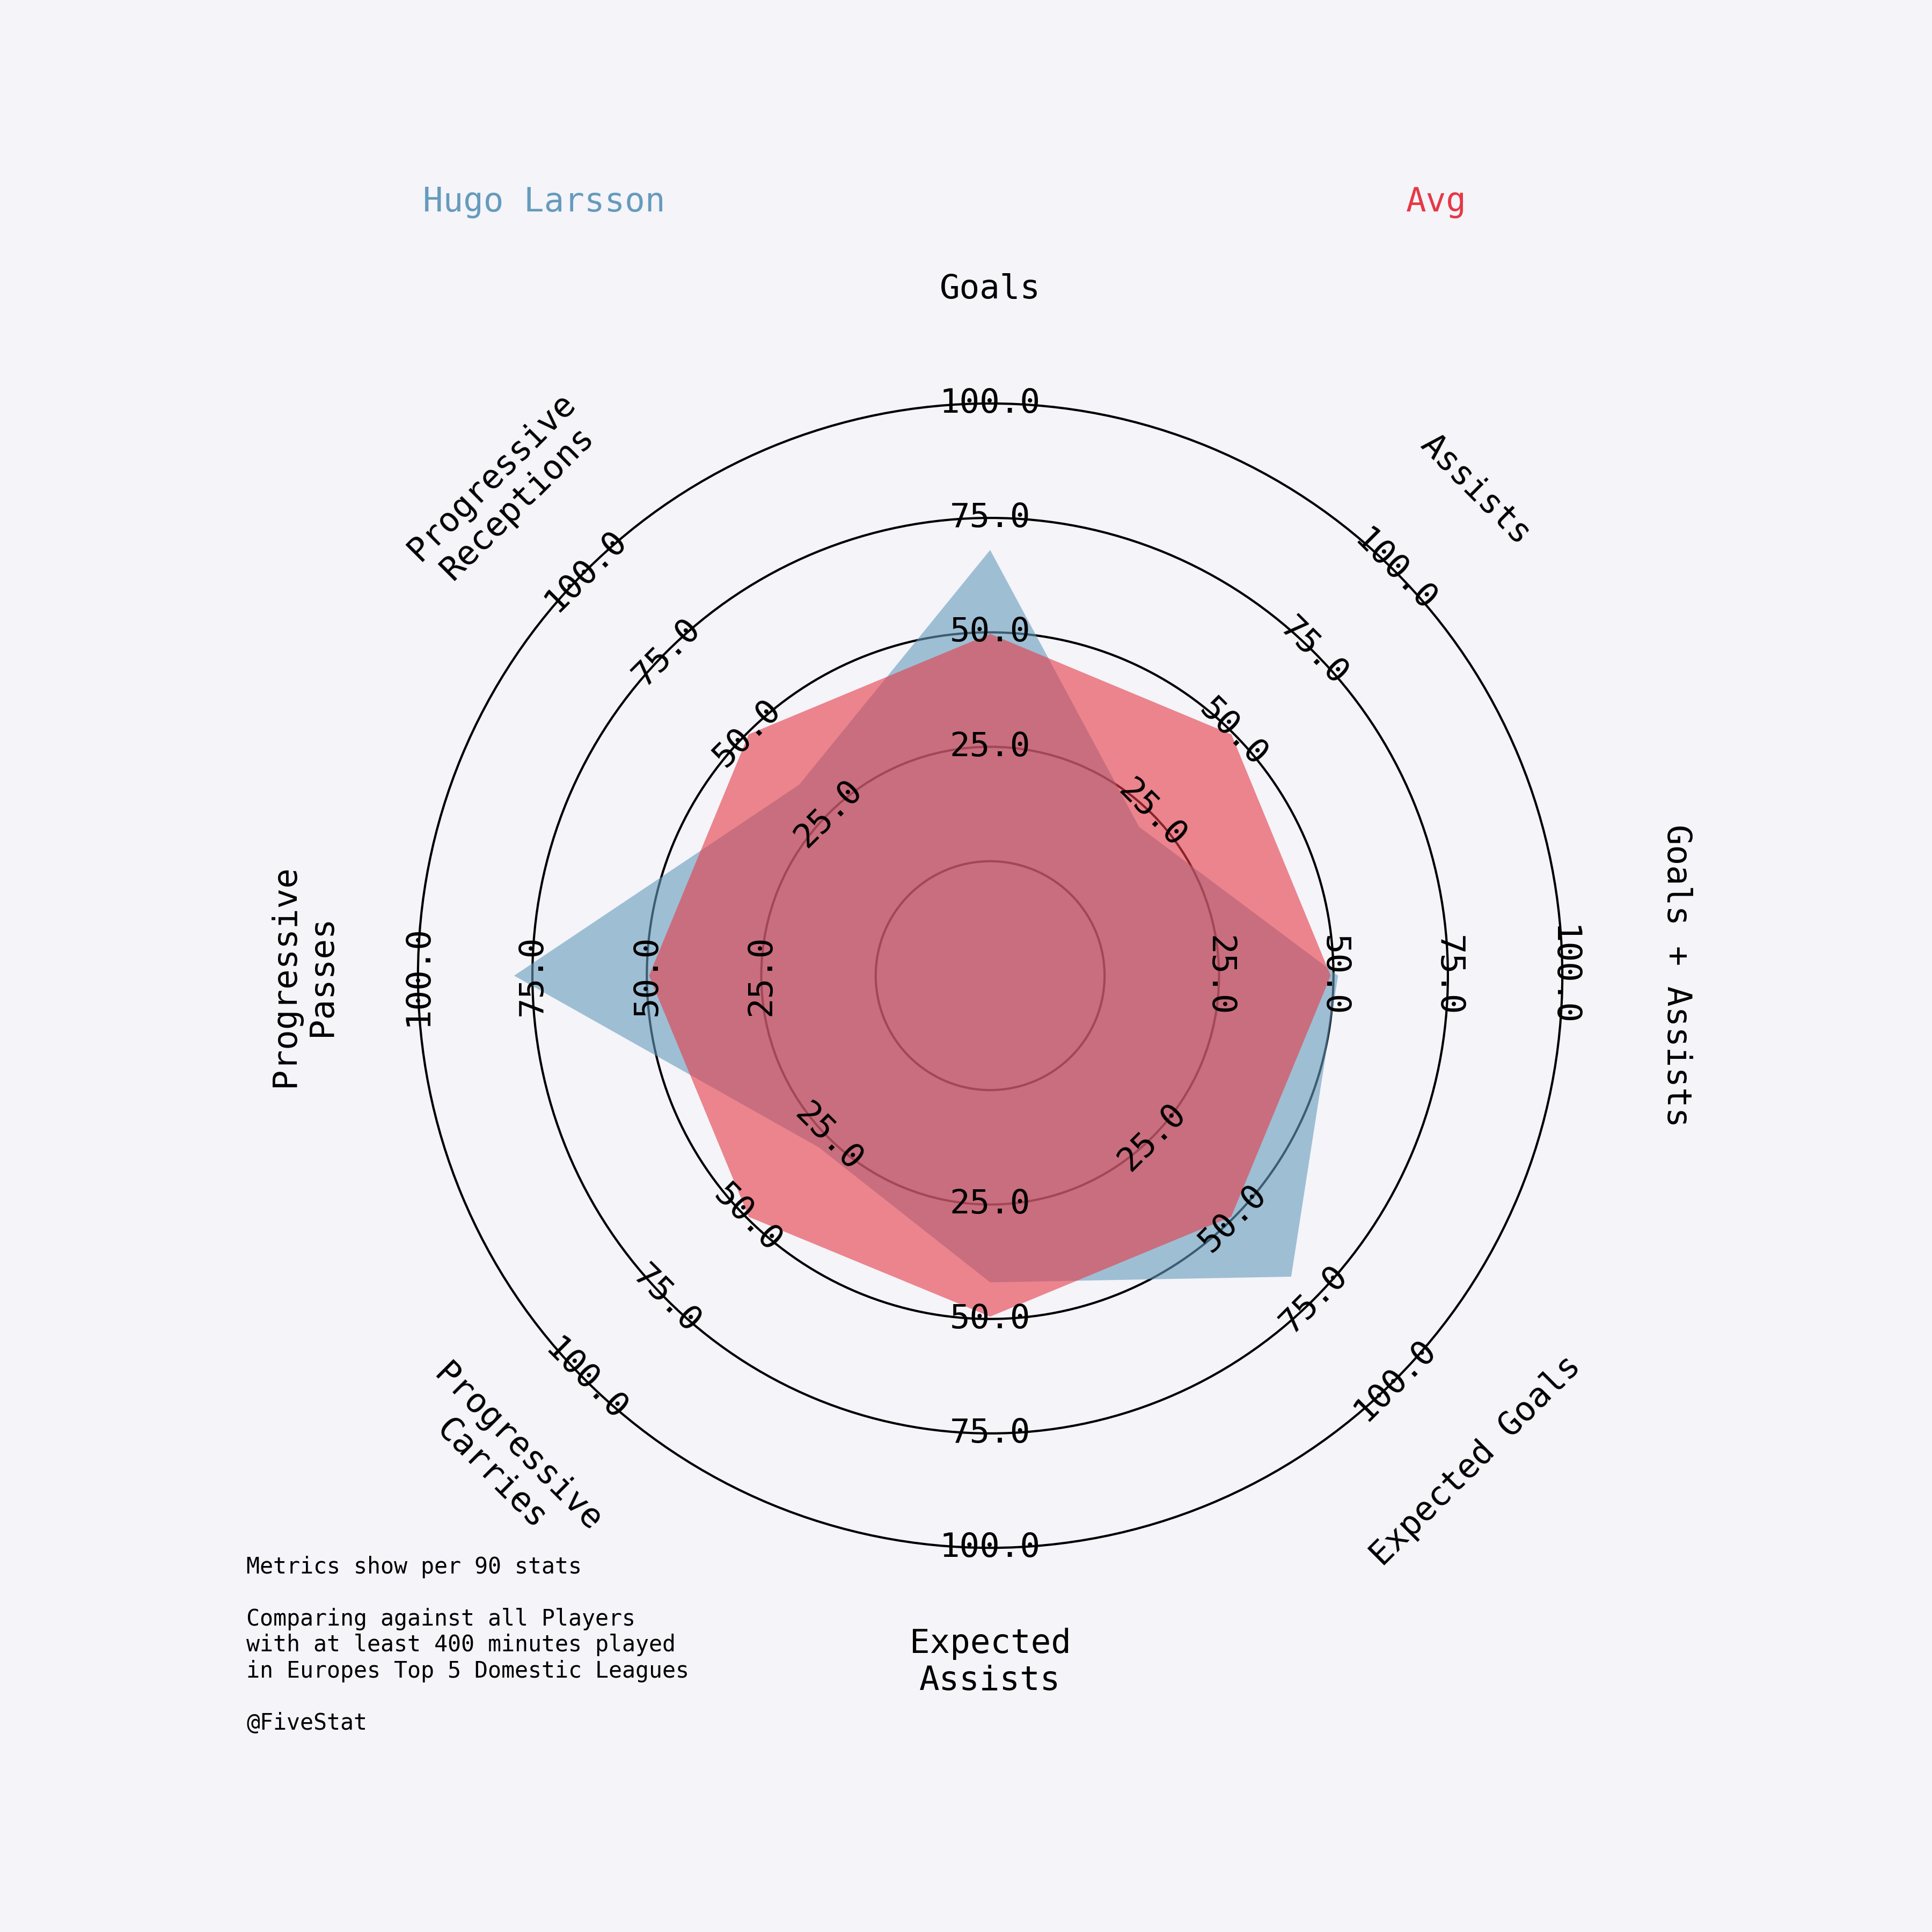 Hugo Larsson
Avg
Goals
Assists
Goals + Assists
Expected Goals
Expected
Assists
Progressive
Carries
Progressive
Passes
Progressive
Receptions
25.0
50.0
75.0
100.0
25.0
50.0
75.0
100.0
25.0
50.0
75.0
100.0
25.0
50.0
75.0
100.0
25.0
50.0
75.0
100.0
25.0
50.0
75.0
100.0
25.0
50.0
75.0
100.0
25.0
50.0
75.0
100.0
Metrics show per 90 stats
Comparing against all Players
with at least 400 minutes played
in Europes Top 5 Domestic Leagues
@FiveStat